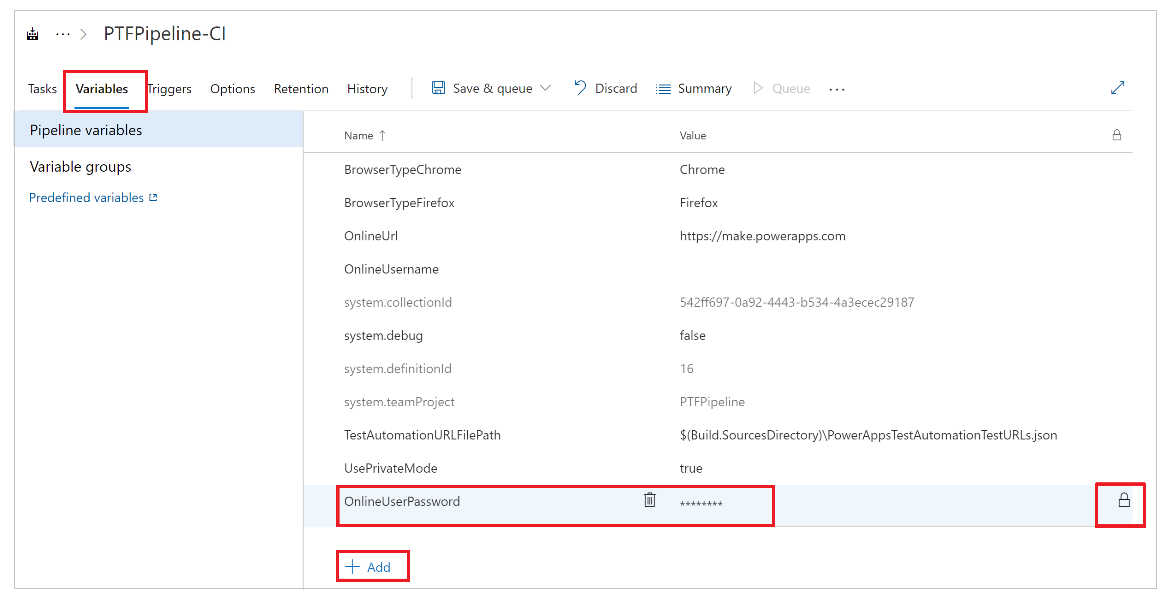 ··· > PTFPipeline-CI
Tasks Variables Triggers Options Retention History Save & queue Discard Summary Queue ···
Pipeline variables
Variable groups
Predefined variables
Name ↑ Value
BrowserTypeChrome Chrome
BrowserTypeFirefox Firefox
OnlineUrl https://make.powerapps.com
OnlineUsername
system.collectionId 542ff697-0a92-4443-b534-4a3ecec29187
system.debug false
system.definitionId 16
system.teamProject PTFPipeline
TestAutomationURLFilePath $(Build.SourcesDirectory)\PowerAppsTestAutomationTestURLs.json
UsePrivateMode true
OnlineUserPassword ********
+ Add